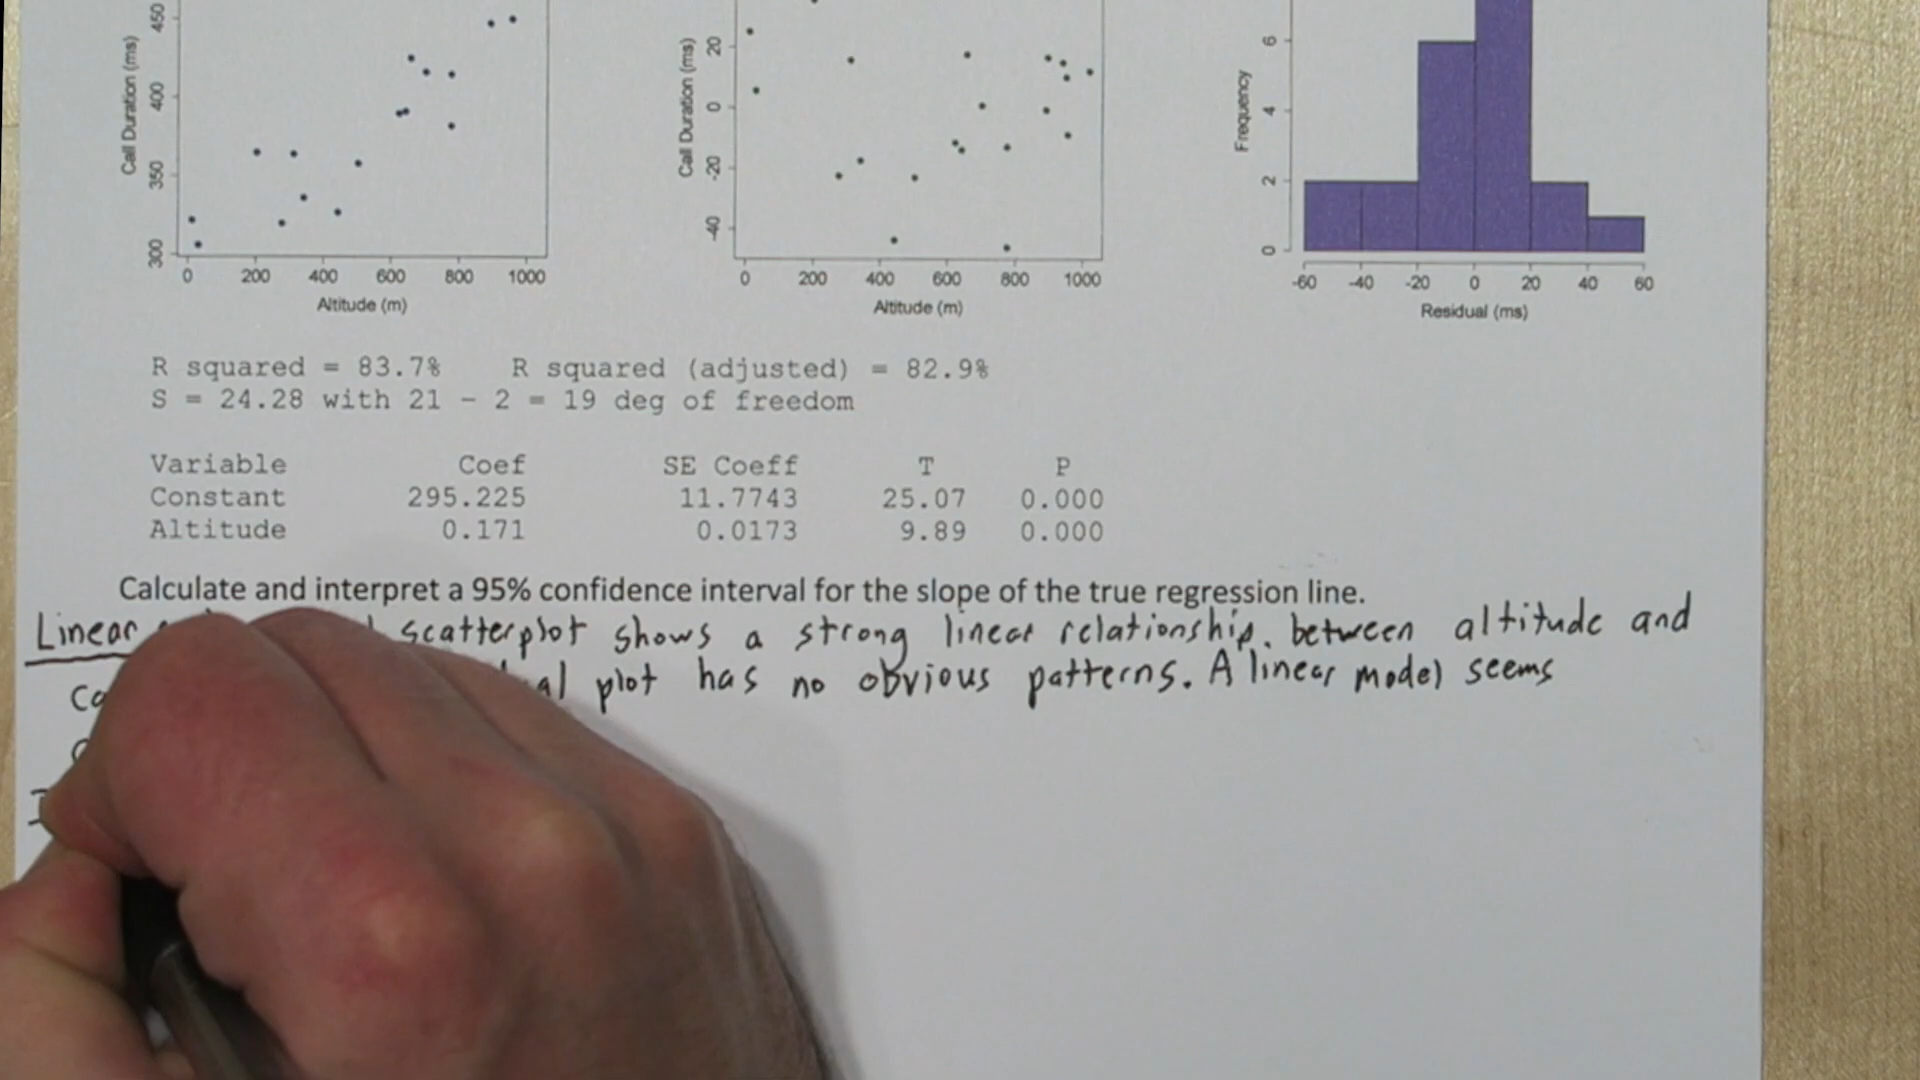 450
400
350
300
Call Duration (ms)
0 200 400 600 800 1000
Altitude (m)
20
0
-20
-40
Call Duration (ms)
0 200 400 600 800 1000
Altitude (m)
6
4
2
0
Frequency
-60 -40 -20 0 20 40 60
Residual (ms)
R squared = 83.7% R squared (adjusted) = 82.9%
S = 24.28 with 21 - 2 = 19 deg of freedom
Variable Coef SE Coeff T P
Constant 295.225 11.7743 25.07 0.000
Altitude 0.171 0.0173 9.89 0.000
Calculate and interpret a 95% confidence interval for the slope of the true regression line.
Linear scatterplot shows a strong linear relationship. between altitude and
plot has no obvious patterns. A linear model seems